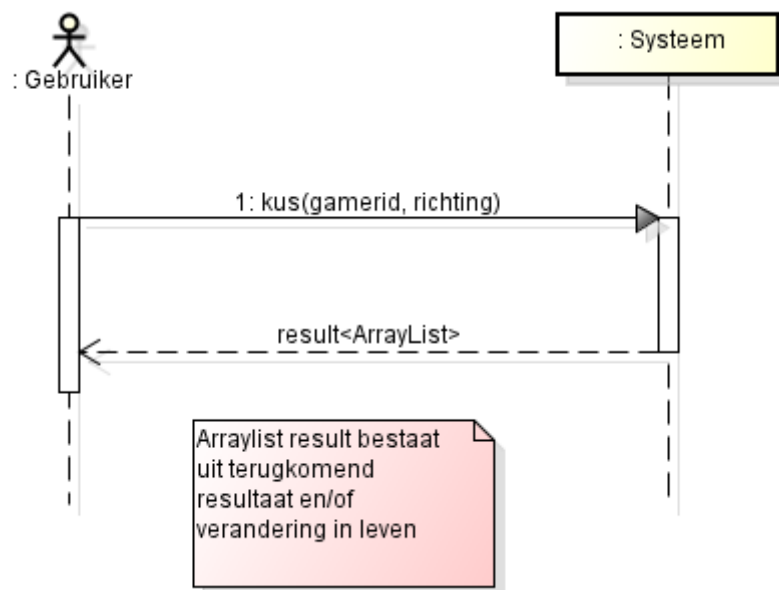 : Gebruiker
: Systeem
1: kus(gamerid, richting)
result<ArrayList>
Arraylist result bestaat
uit terugkomend
resultaat en/of
verandering in leven